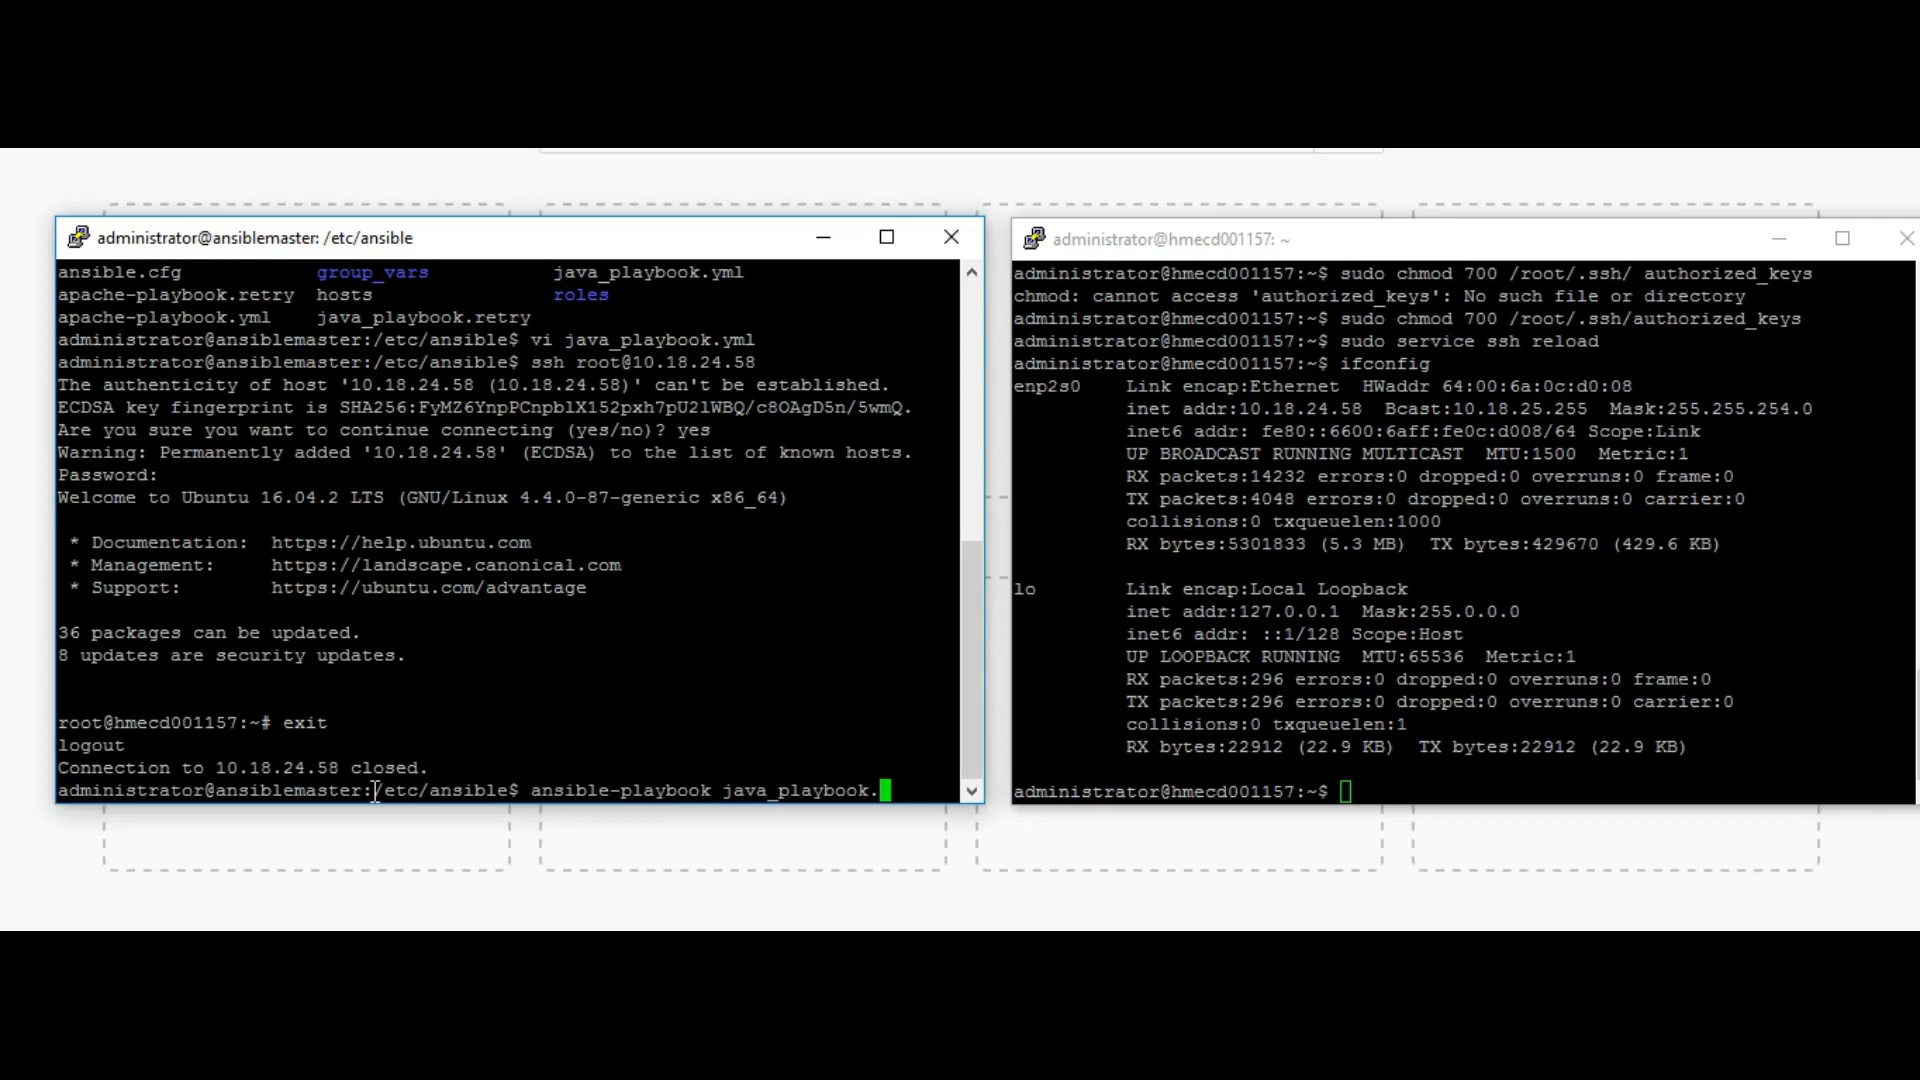 administrator@ansiblemaster: /etc/ansible
ansible.cfg group_vars java_playbook.yml
apache-playbook.retry hosts roles
apache-playbook.yml java_playbook.retry
administrator@ansiblemaster:/etc/ansible$ vi java_playbook.yml
administrator@ansiblemaster:/etc/ansible$ ssh root@10.18.24.58
The authenticity of host '10.18.24.58 (10.18.24.58)' can't be established.
ECDSA key fingerprint is SHA256:FyMZ6YnpPCnpblX152pxh7pU2lWBQ/c8OAgD5n/5wmQ.
Are you sure you want to continue connecting (yes/no)? yes
Warning: Permanently added '10.18.24.58' (ECDSA) to the list of known hosts.
Password:
Welcome to Ubuntu 16.04.2 LTS (GNU/Linux 4.4.0-87-generic x86_64)
* Documentation: https://help.ubuntu.com
* Management: https://landscape.canonical.com
* Support: https://ubuntu.com/advantage
36 packages can be updated.
8 updates are security updates.
root@hmecd001157:~# exit
logout
Connection to 10.18.24.58 closed.
administrator@ansiblemaster:/etc/ansible$ ansible-playbook java_playbook.
administrator@hmecd001157: ~
administrator@hmecd001157:~$ sudo chmod 700 /root/.ssh/ authorized_keys
chmod: cannot access 'authorized_keys': No such file or directory
administrator@hmecd001157:~$ sudo chmod 700 /root/.ssh/authorized_keys
administrator@hmecd001157:~$ sudo service ssh reload
administrator@hmecd001157:~$ ifconfig
enp2s0 Link encap:Ethernet HWaddr 64:00:6a:0c:d0:08
inet addr:10.18.24.58 Bcast:10.18.25.255 Mask:255.255.254.0
inet6 addr: fe80::6600:6aff:fe0c:d008/64 Scope:Link
UP BROADCAST RUNNING MULTICAST MTU:1500 Metric:1
RX packets:14232 errors:0 dropped:0 overruns:0 frame:0
TX packets:4048 errors:0 dropped:0 overruns:0 carrier:0
collisions:0 txqueuelen:1000
RX bytes:5301833 (5.3 MB) TX bytes:429670 (429.6 KB)
lo Link encap:Local Loopback
inet addr:127.0.0.1 Mask:255.0.0.0
inet6 addr: ::1/128 Scope:Host
UP LOOPBACK RUNNING MTU:65536 Metric:1
RX packets:296 errors:0 dropped:0 overruns:0 frame:0
TX packets:296 errors:0 dropped:0 overruns:0 carrier:0
collisions:0 txqueuelen:1
RX bytes:22912 (22.9 KB) TX bytes:22912 (22.9 KB)
administrator@hmecd001157:~$